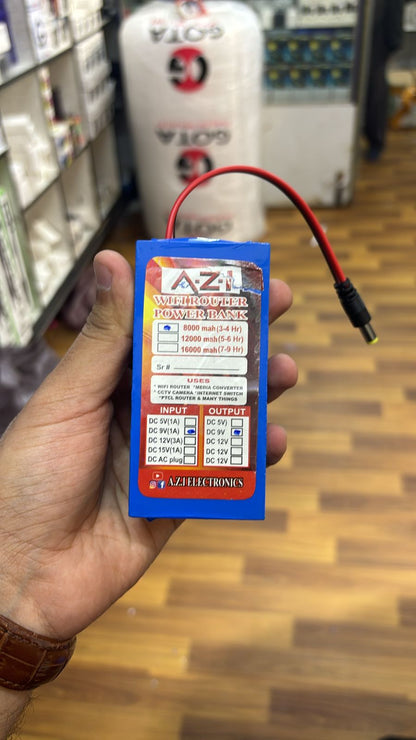 GOTA
GOTA
A·Z·I
WIFI ROUTER
POWER BANK
8000 mah (3-4 Hr)
12000 mah (5-6 Hr)
16000 mah (7-9 Hr)
Sr #
USES
* WIFI ROUTER * MEDIA CONVERTER
* CCTV CAMERA * INTERNET SWITCH
* PTCL ROUTER & MANY THINGS
INPUT OUTPUT
DC 5V(1A) DC 5V)
DC 9V(1A) DC 9V
DC 12V(3A) DC 12V
DC 15V(1A) DC 12V
DC AC plug) DC 12V
A.Z.I ELECTRONICS